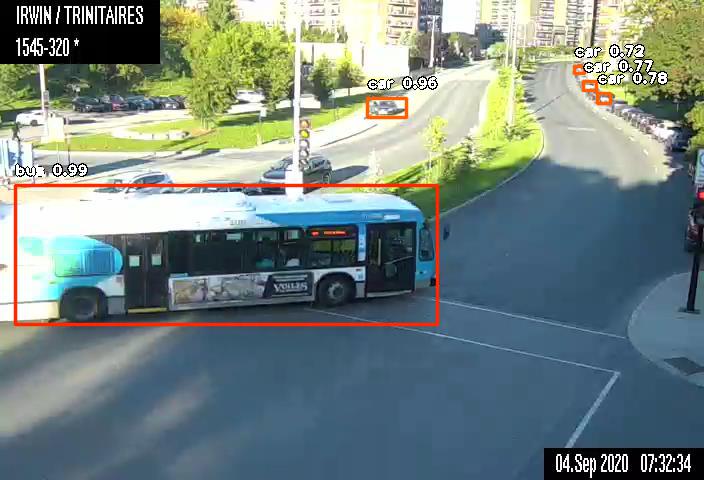 IRWIN / TRINITAIRES
1545-320 *
car 0.72
car 0.77
car 0.78
car 0.96
bus 0.99
04.Sep 2020 07:32:34